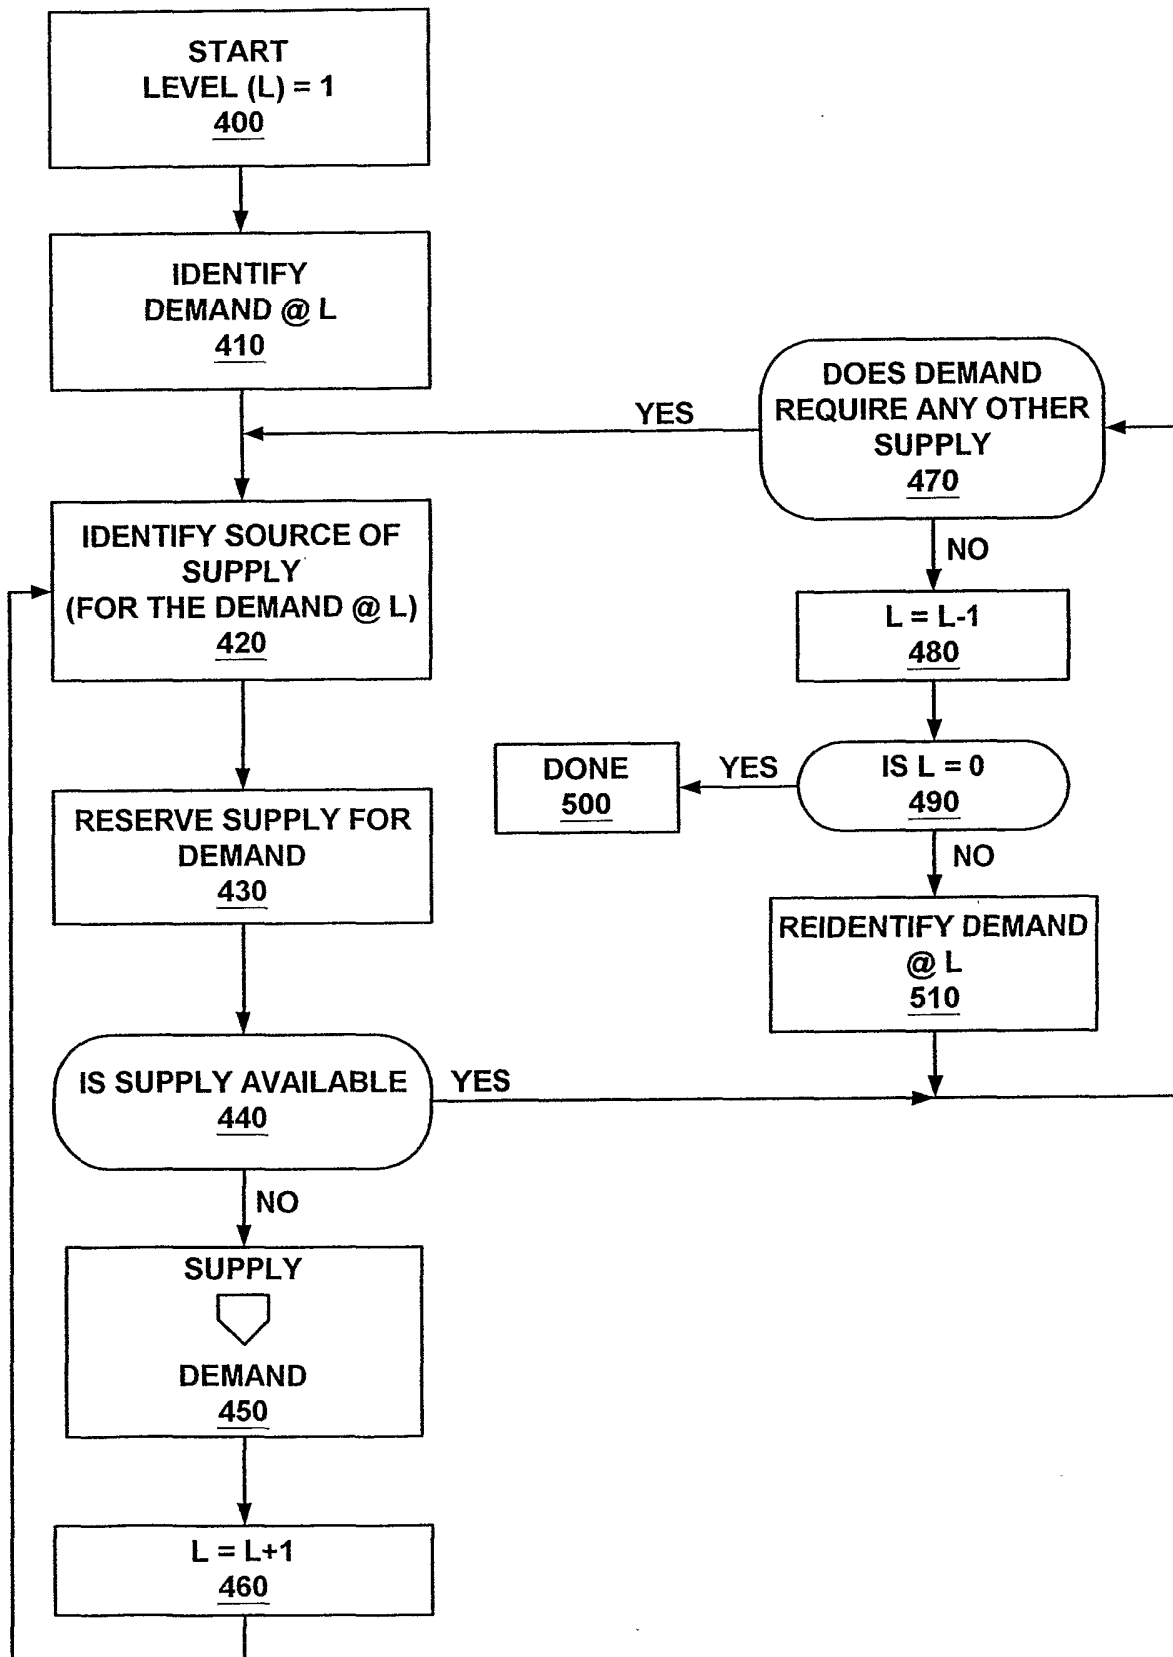 START
LEVEL (L) = 1
400
IDENTIFY
DEMAND @ L
410
DOES DEMAND
REQUIRE ANY OTHER
SUPPLY
470
YES
NO
IDENTIFY SOURCE OF
SUPPLY
(FOR THE DEMAND @ L)
420
L = L-1
480
IS L = 0
490
YES
DONE
500
NO
RESERVE SUPPLY FOR
DEMAND
430
REIDENTIFY DEMAND
@ L
510
IS SUPPLY AVAILABLE
440
YES
NO
SUPPLY
DEMAND
450
L = L+1
460